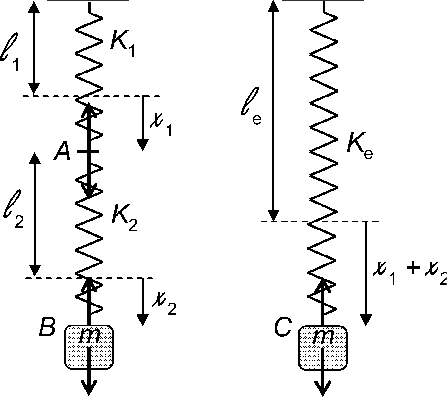 ℓ₁
K₁
x₁
A
ℓ₂
K₂
x₂
B
m
ℓₑ
Kₑ
x₁ + x₂
C
m